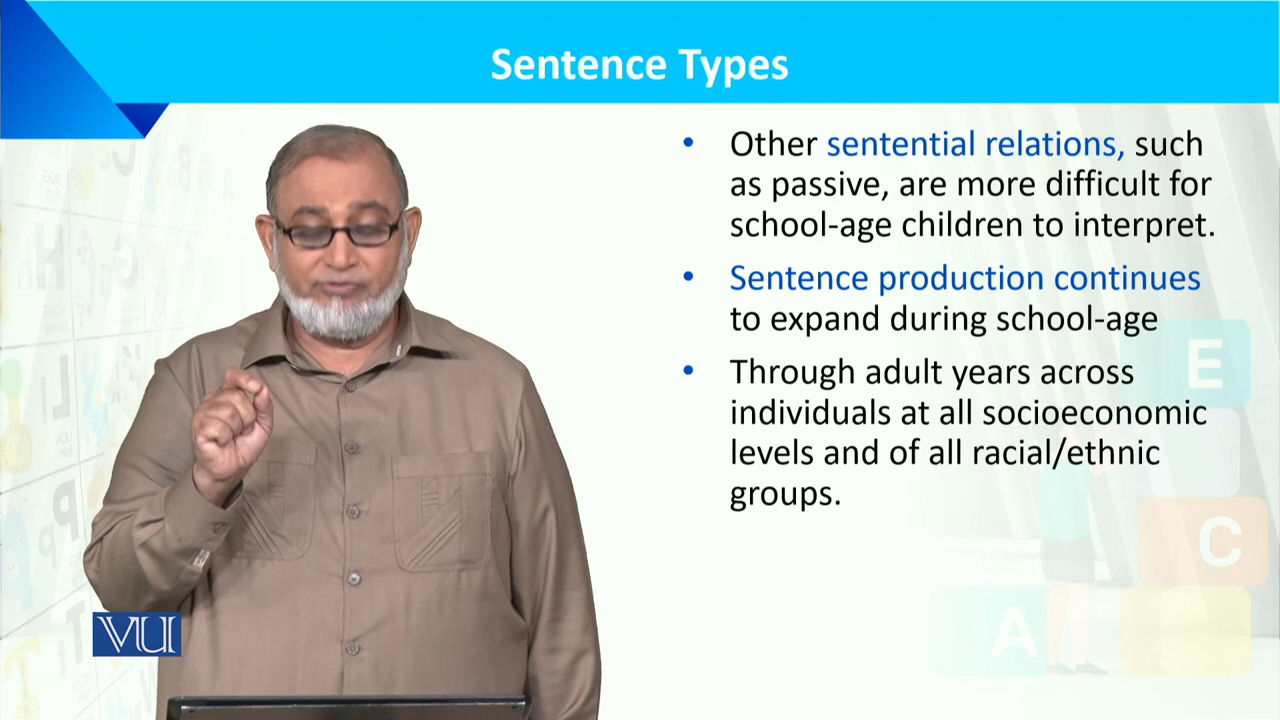 Sentence Types
• Other sentential relations, such
as passive, are more difficult for
school-age children to interpret.
• Sentence production continues
to expand during school-age
• Through adult years across
individuals at all socioeconomic
levels and of all racial/ethnic
groups.
E
C
A
VU